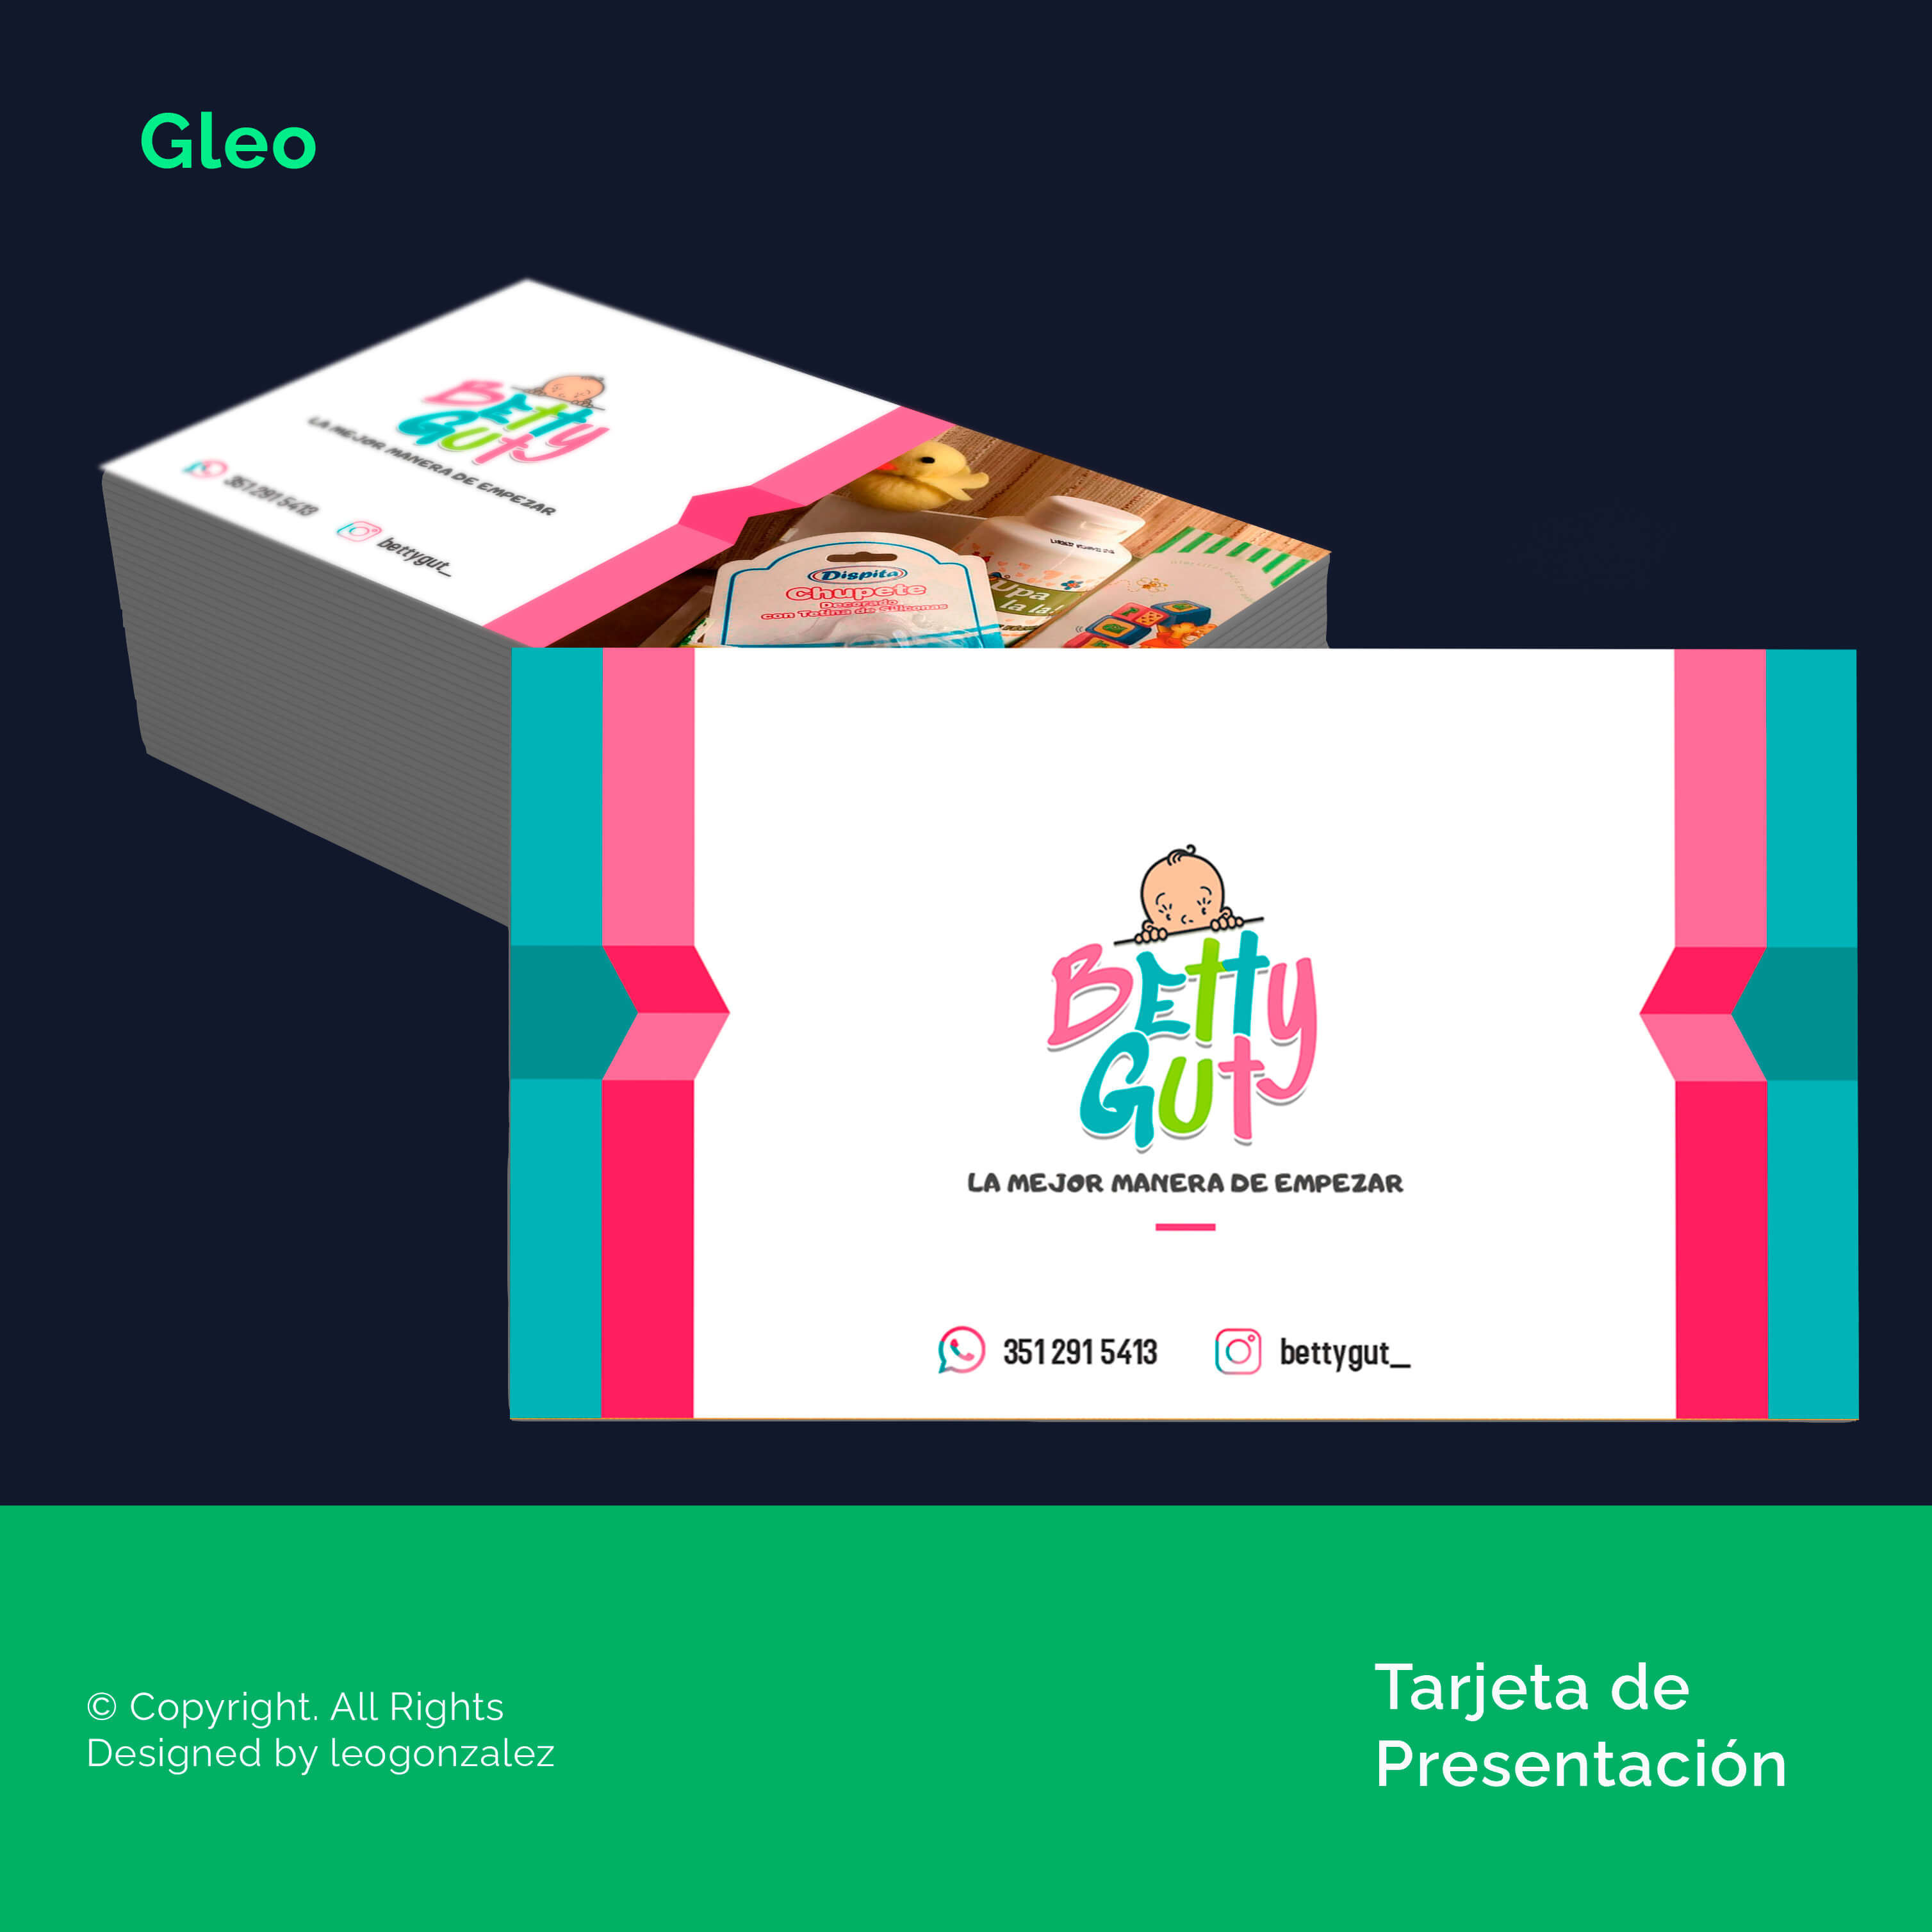 Gleo
Betty
Gut
LA MEJOR MANERA DE EMPEZAR
351 291 5413
bettygut_
Dispita
Chupete
Decorado
con Tetina de Siliconas
Upa
la la!
Betty
Gut
LA MEJOR MANERA DE EMPEZAR
351 291 5413
bettygut_
© Copyright. All Rights
Designed by leogonzalez
Tarjeta de
Presentación